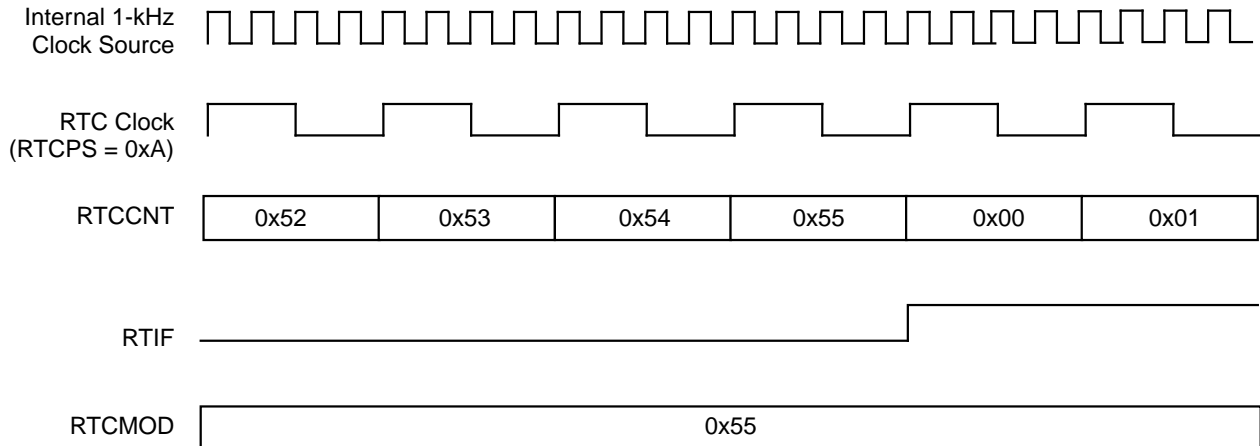 Internal 1-kHz
Clock Source
RTC Clock
(RTCPS = 0xA)
RTCCNT
0x52
0x53
0x54
0x55
0x00
0x01
RTIF
RTCMOD
0x55